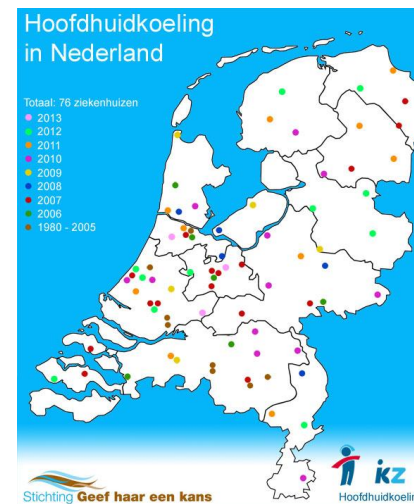 Hoofdhuidkoeling
in Nederland
Totaal: 76 ziekenhuizen
2013
2012
2011
2010
2009
2008
2007
2006
1980 - 2005
Stichting Geef haar een kans
ikz
Hoofdhuidkoelin